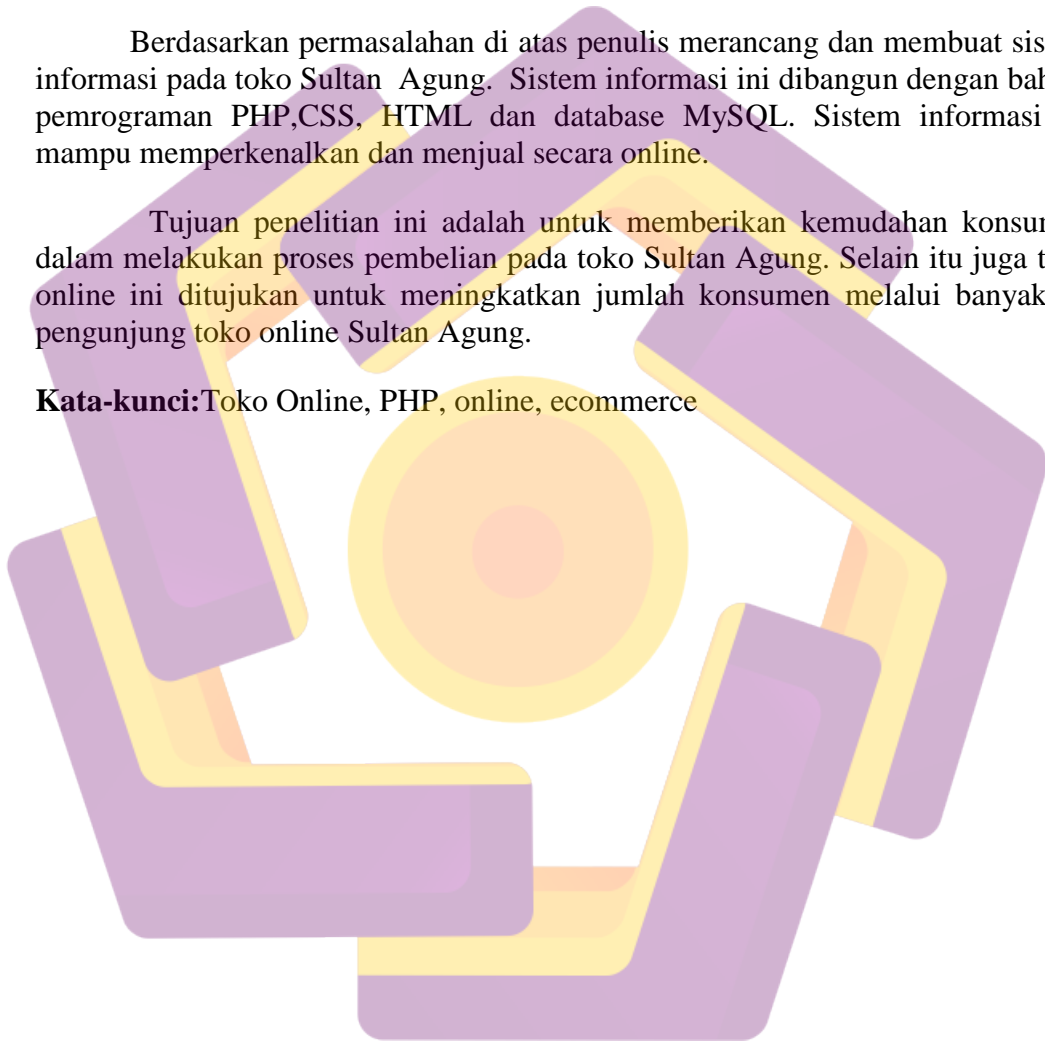 Berdasarkan permasalahan di atas penulis merancang dan membuat sis
informasi pada toko Sultan Agung. Sistem informasi ini dibangun dengan bah
pemrograman PHP,CSS, HTML dan database MySQL. Sistem informasi
mampu memperkenalkan dan menjual secara online.
Tujuan penelitian ini adalah untuk memberikan kemudahan konsu
dalam melakukan proses pembelian pada toko Sultan Agung. Selain itu juga t
online ini ditujukan untuk meningkatkan jumlah konsumen melalui banyak
pengunjung toko online Sultan Agung.
Kata-kunci:Toko Online, PHP, online, ecommerce